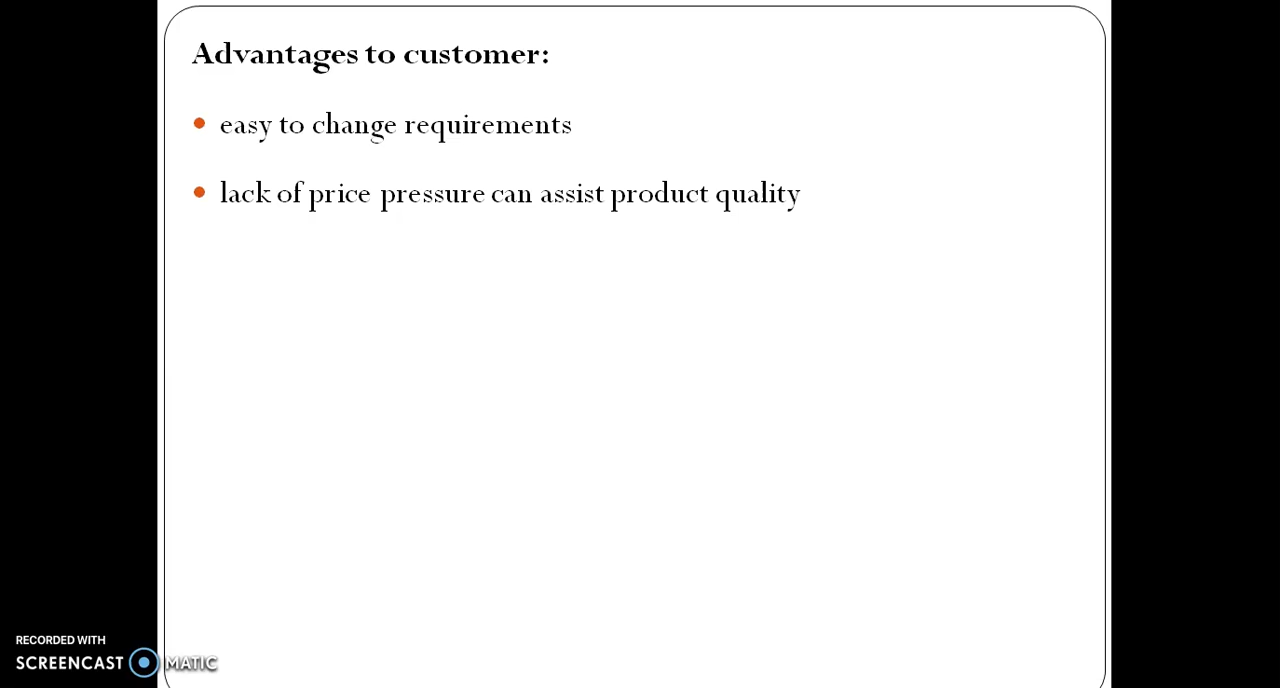 Advantages to customer:
easy to change requirements
lack of price pressure can assist product quality
RECORDED WITH
SCREENCAST MATIC